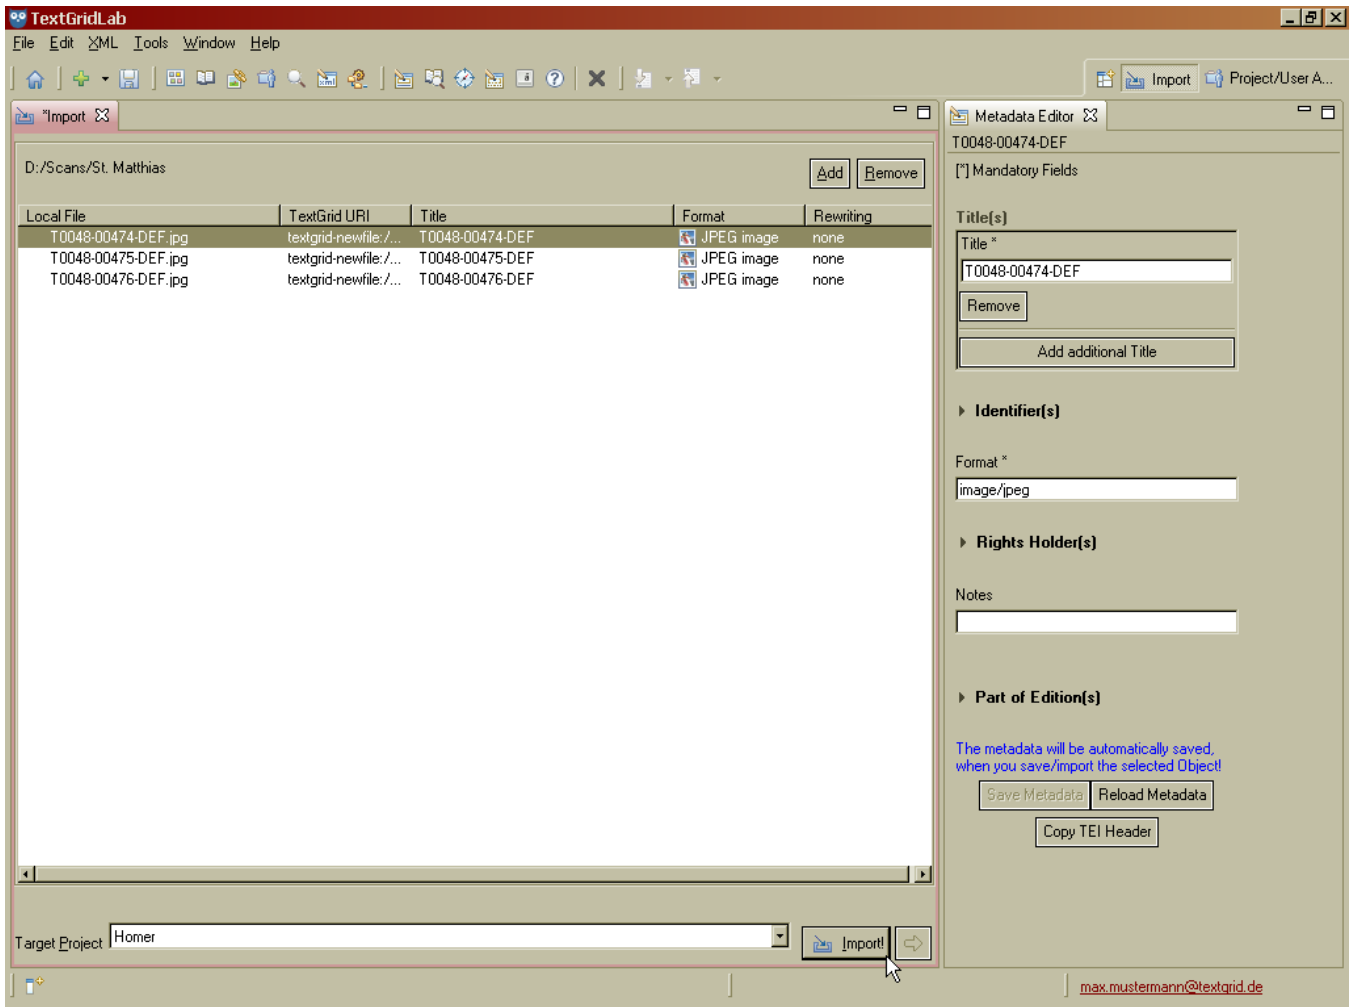 TextGridLab
File Edit XML Tools Window Help
Import Project/User A...
*Import
D:/Scans/St. Matthias
Add Remove
Local File TextGrid URI Title Format Rewriting
T0048-00474-DEF.jpg textgrid-newfile:/... T0048-00474-DEF JPEG image none
T0048-00475-DEF.jpg textgrid-newfile:/... T0048-00475-DEF JPEG image none
T0048-00476-DEF.jpg textgrid-newfile:/... T0048-00476-DEF JPEG image none
Target Project Homer Import!
Metadata Editor
T0048-00474-DEF
[*] Mandatory Fields
Title(s)
Title *
T0048-00474-DEF
Remove
Add additional Title
Identifier(s)
Format *
image/jpeg
Rights Holder(s)
Notes
Part of Edition(s)
The metadata will be automatically saved,
when you save/import the selected Object!
Save Metadata Reload Metadata
Copy TEI Header
max.mustermann@textgrid.de